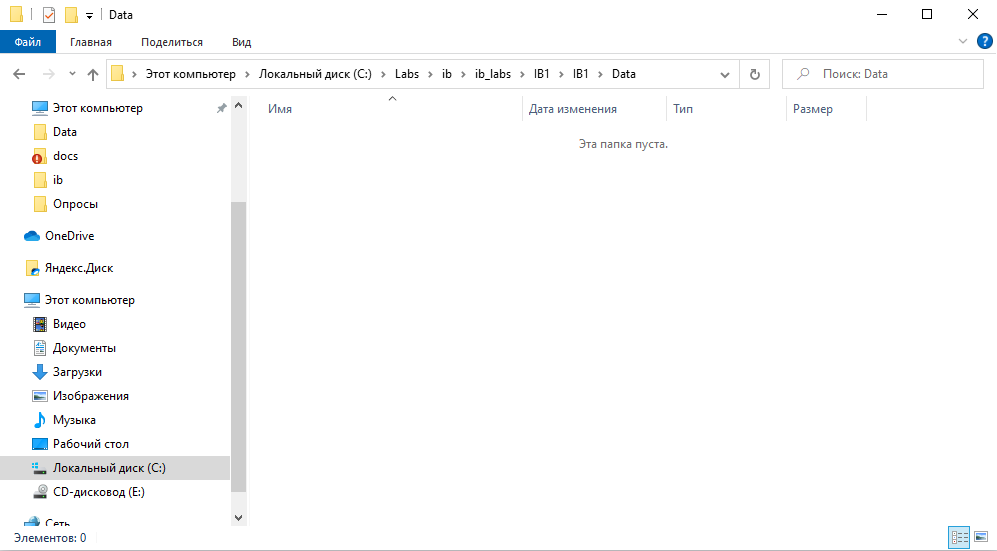 Data
Файл Главная Поделиться Вид
Этот компьютер Локальный диск (C:) Labs ib ib_labs IB1 IB1 Data Поиск: Data
Имя Дата изменения Тип Размер
Эта папка пуста.
Этот компьютер
Data
docs
ib
Опросы
OneDrive
Яндекс.Диск
Этот компьютер
Видео
Документы
Загрузки
Изображения
Музыка
Рабочий стол
Локальный диск (C:)
CD-дисковод (E:)
Сеть
Элементов: 0